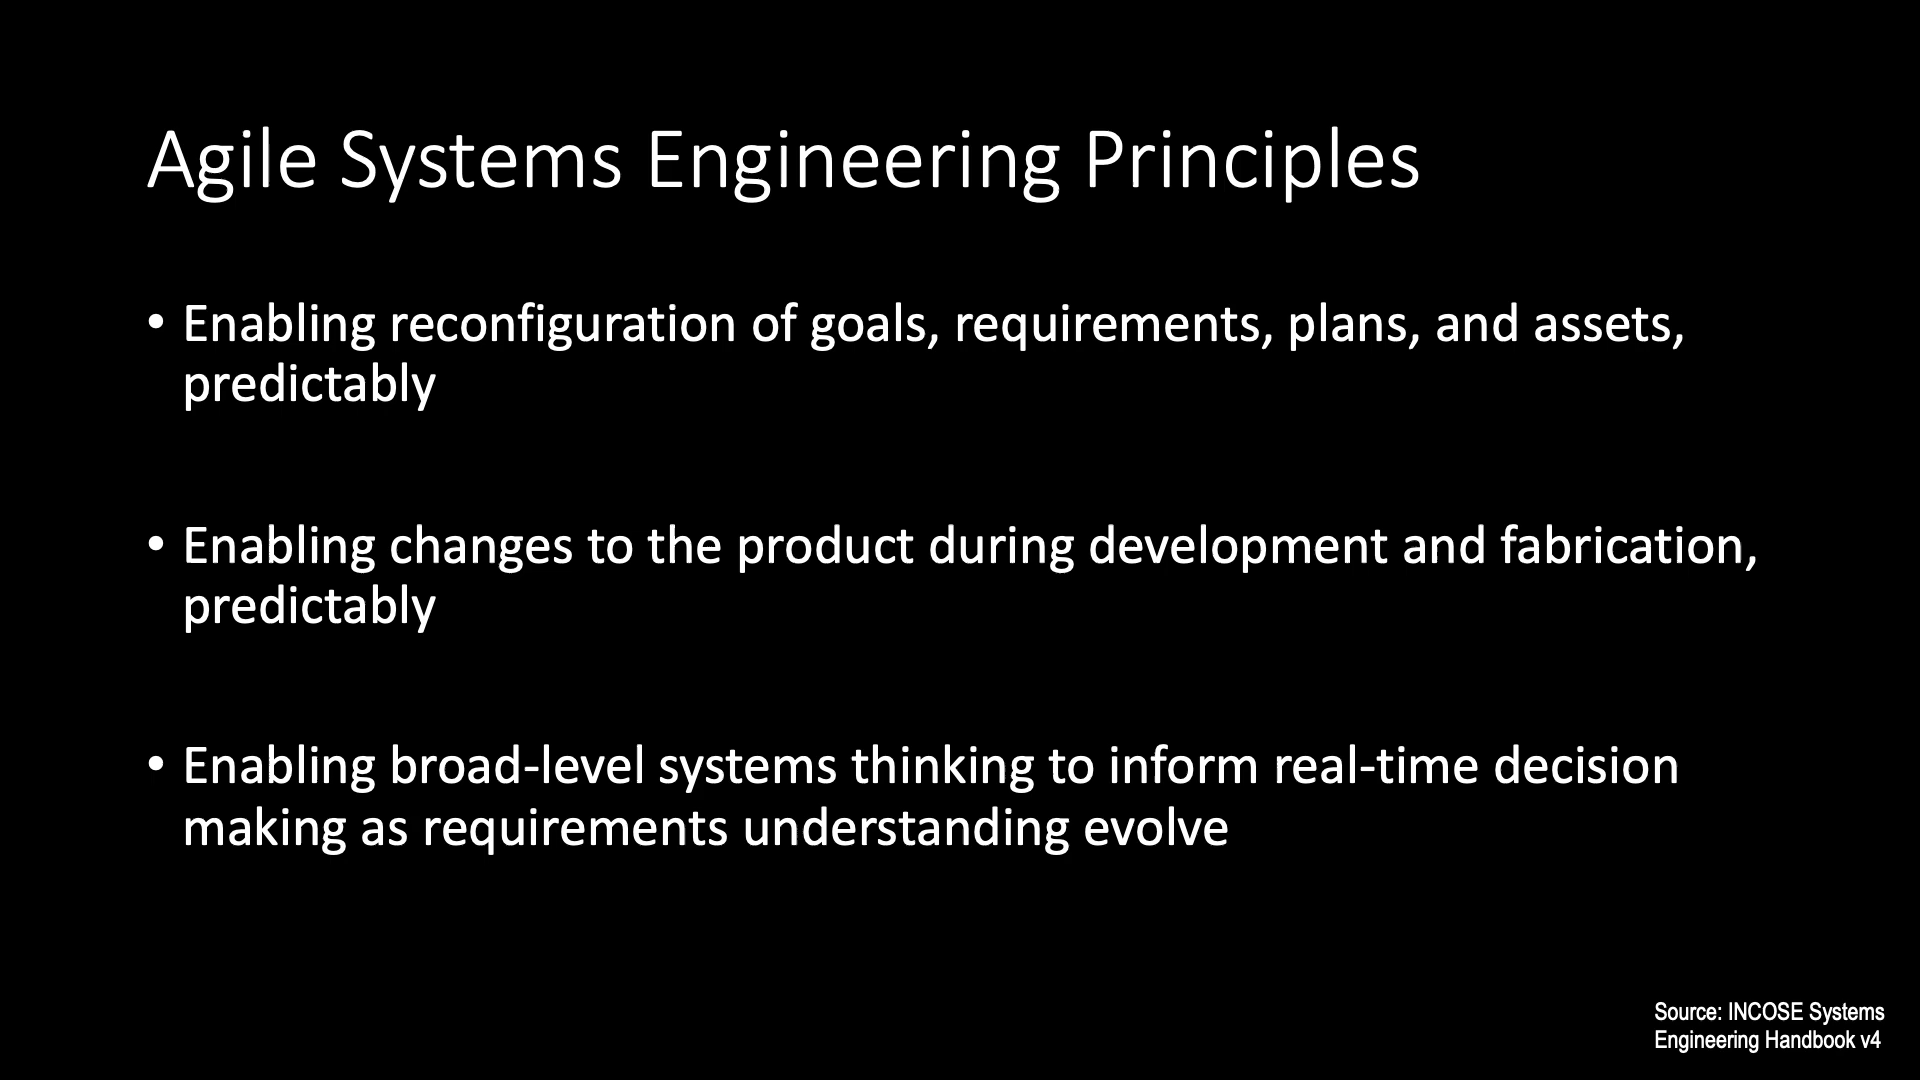 Agile Systems Engineering Principles
• Enabling reconfiguration of goals, requirements, plans, and assets,
predictably
• Enabling changes to the product during development and fabrication,
predictably
• Enabling broad-level systems thinking to inform real-time decision
making as requirements understanding evolve
Source: INCOSE Systems
Engineering Handbook v4